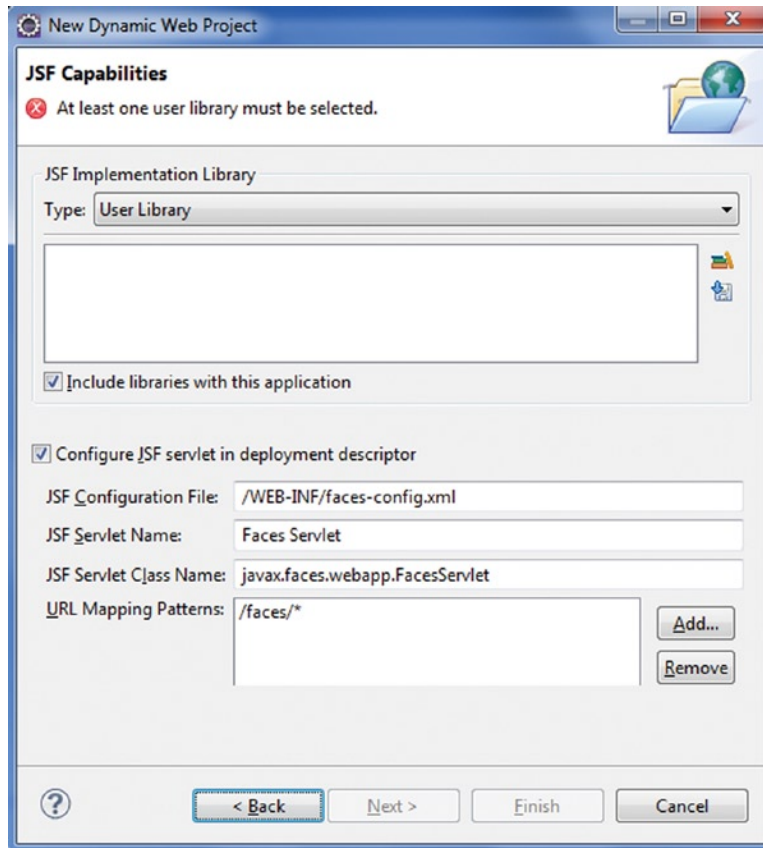 New Dynamic Web Project
JSF Capabilities
At least one user library must be selected.
JSF Implementation Library
Type: User Library
Include libraries with this application
Configure JSF servlet in deployment descriptor
JSF Configuration File: /WEB-INF/faces-config.xml
JSF Servlet Name: Faces Servlet
JSF Servlet Class Name: javax.faces.webapp.FacesServlet
URL Mapping Patterns: /faces/*
Add...
Remove
? < Back Next > Finish Cancel